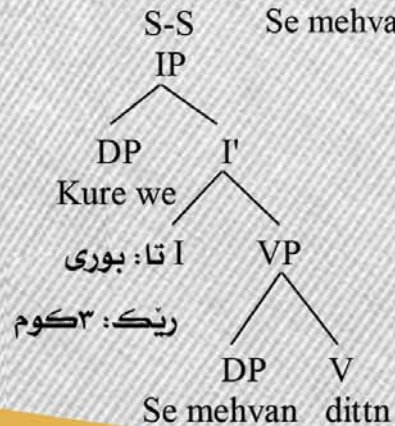 S-S Se mehva
IP
DP I'
Kure we
I تا: بوری VP
رێک: ٣کوم
DP V
Se mehvan dittn